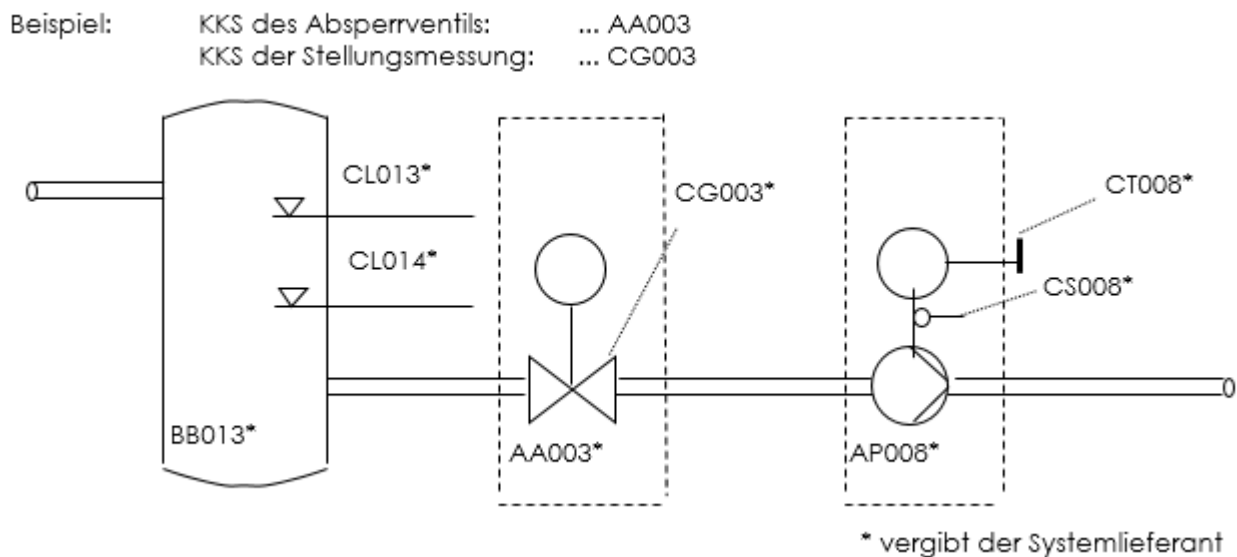 Beispiel: KKS des Absperrventils: ... AA003
KKS der Stellungsmessung: ... CG003
CL013*
CG003*
CT008*
CL014*
CS008*
BB013*
AA003*
AP008*
* vergibt der Systemlieferant